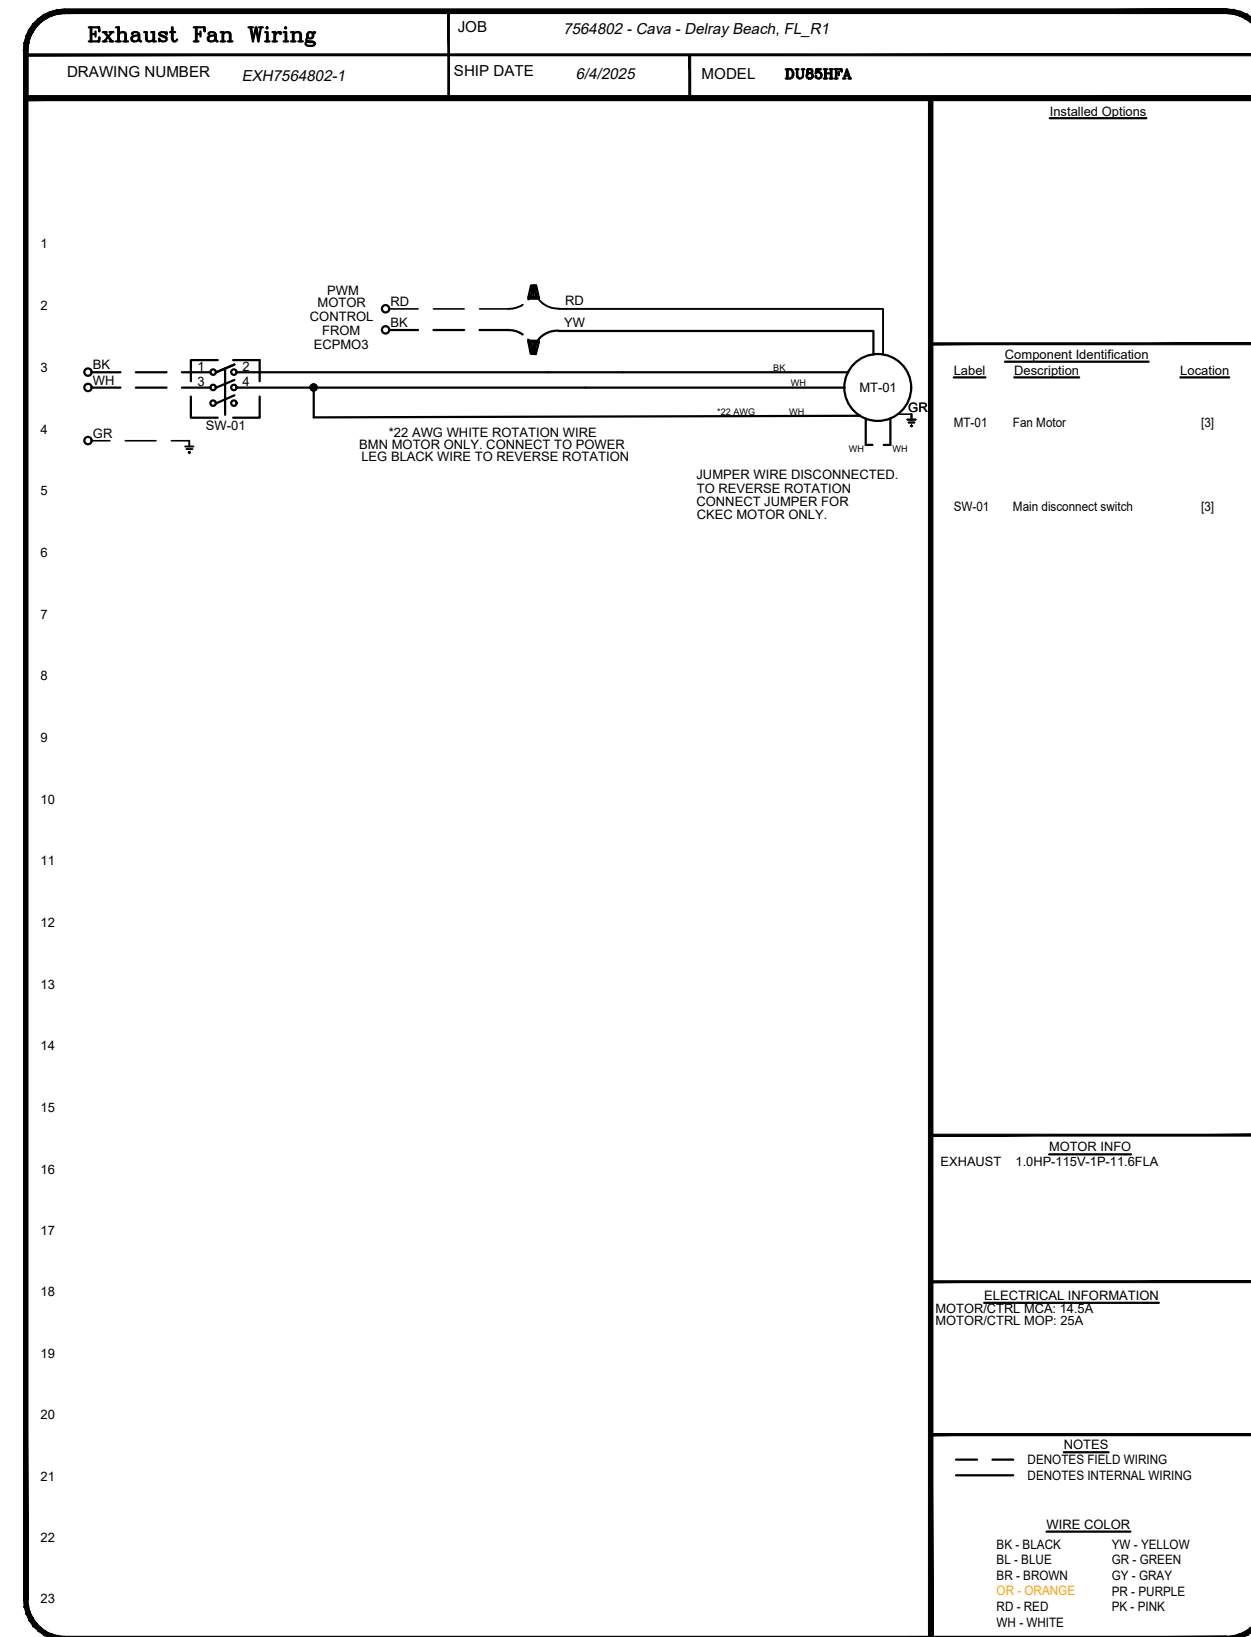 Exhaust Fan Wiring
JOB 7564802 - Cava - Delray Beach, FL_R1
DRAWING NUMBER EXH7564802-1
SHIP DATE 6/4/2025
MODEL DU85HFA
Installed Options
1
2
3
4
5
6
7
8
9
10
11
12
13
14
15
16
17
18
19
20
21
22
23
PWM
MOTOR
CONTROL
FROM
ECPMO3
RD
BK
RD
YW
BK
WH
1 2
3 4
SW-01
GR
BK
WH
*22 AWG WH
MT-01
GR
WH WH
*22 AWG WHITE ROTATION WIRE
BMN MOTOR ONLY. CONNECT TO POWER
LEG BLACK WIRE TO REVERSE ROTATION
JUMPER WIRE DISCONNECTED.
TO REVERSE ROTATION
CONNECT JUMPER FOR
CKEC MOTOR ONLY.
Component Identification
Label Description Location
MT-01 Fan Motor [3]
SW-01 Main disconnect switch [3]
MOTOR INFO
EXHAUST 1.0HP-115V-1P-11.6FLA
ELECTRICAL INFORMATION
MOTOR/CTRL MCA: 14.5A
MOTOR/CTRL MOP: 25A
NOTES
DENOTES FIELD WIRING
DENOTES INTERNAL WIRING
WIRE COLOR
BK - BLACK YW - YELLOW
BL - BLUE GR - GREEN
BR - BROWN GY - GRAY
OR - ORANGE PR - PURPLE
RD - RED PK - PINK
WH - WHITE